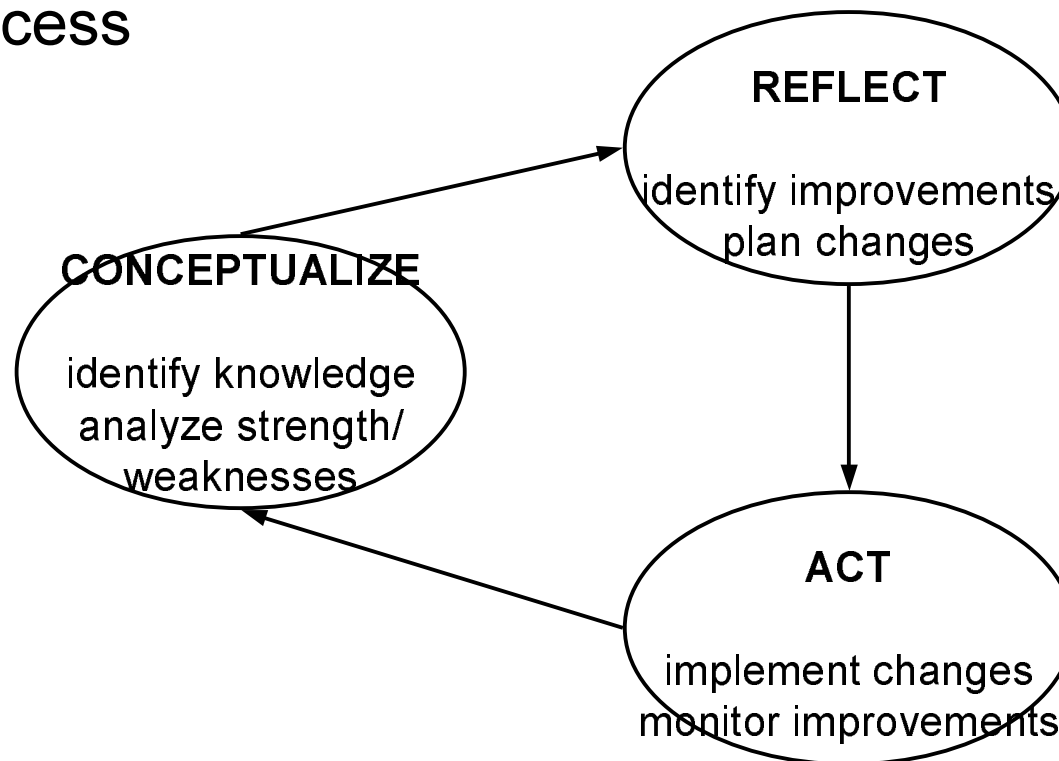 cess
REFLECT
identify improvements
plan changes
CONCEPTUALIZE
identify knowledge
analyze strength/
weaknesses
ACT
implement changes
monitor improvements